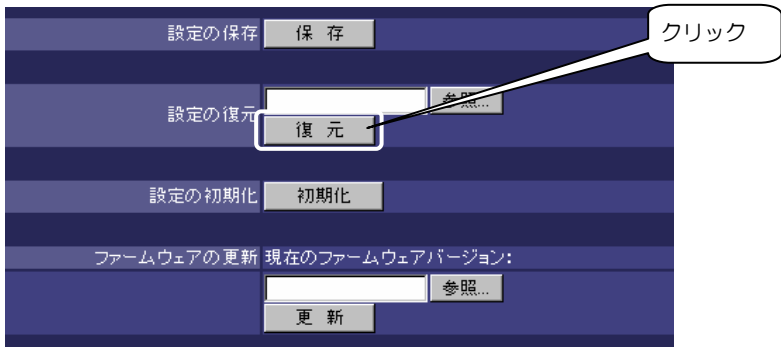 設定の保存 保 存
クリック
参照...
設定の復元
復 元
設定の初期化 初期化
ファームウェアの更新 現在のファームウェアバージョン:
参照...
更 新